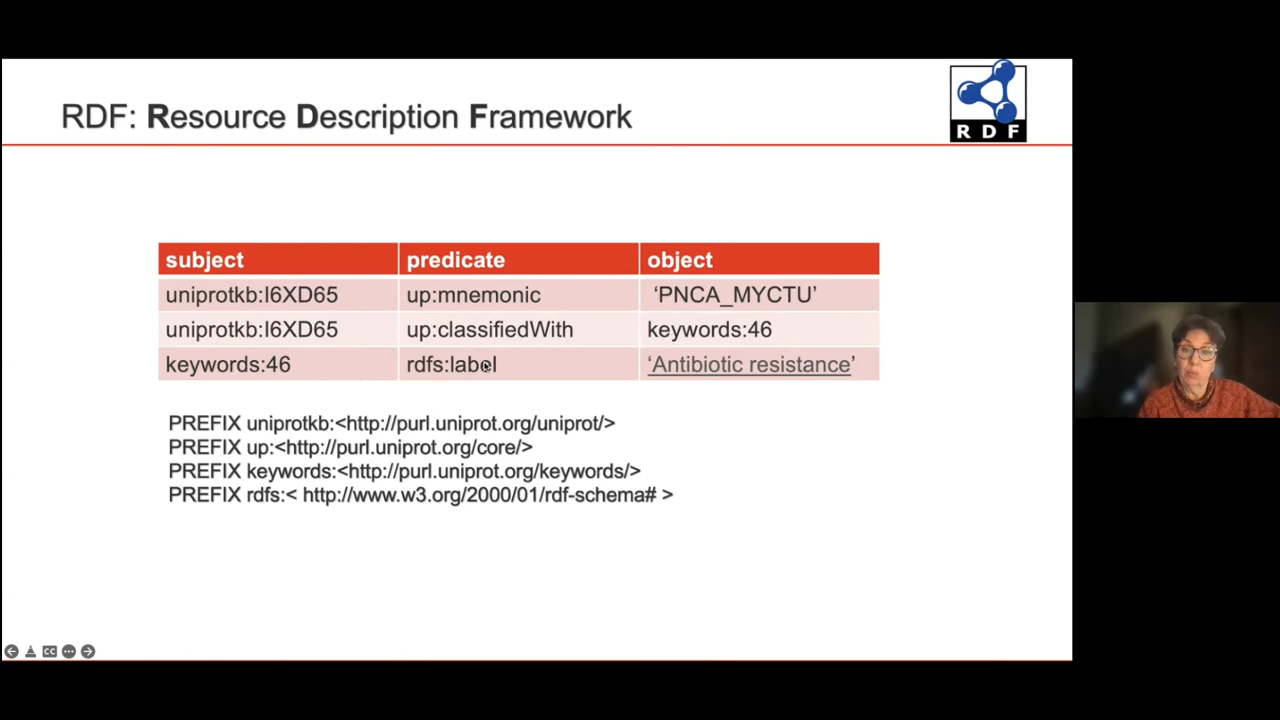 RDF: Resource Description Framework
RDF
subject predicate object
uniprotkb:I6XD65 up:mnemonic ‘PNCA_MYCTU’
uniprotkb:I6XD65 up:classifiedWith keywords:46
keywords:46 rdfs:label ‘Antibiotic resistance’
PREFIX uniprotkb:<http://purl.uniprot.org/uniprot/>
PREFIX up:<http://purl.uniprot.org/core/>
PREFIX keywords:<http://purl.uniprot.org/keywords/>
PREFIX rdfs:< http://www.w3.org/2000/01/rdf-schema# >
CC